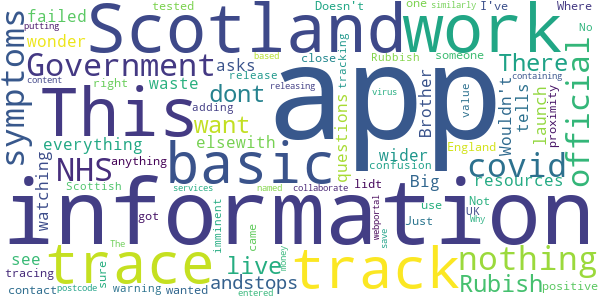 failed Scotland work tested Doesn't one similarly I've Where
putting wonder Government asks release close Rubbish someone No
symptoms content This app based tracking right
waste releasing There Brother Wouldn't tells launch official
dont adding want virus questions containing value proximity
everything elsewith England
NHS anything basic wider confusion covid
watching Scottish services named collaborate lidt Big resources
got webportal Just use Not UK Why
information
see The imminent came track nothing
tracing trace live money save
contact sure warning wanted andstops Rubish positive
postcode entered